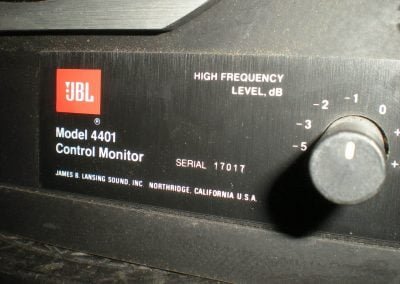 JBL
®
Model 4401
Control Monitor
SERIAL 17017
JAMES B. LANSING SOUND, INC. NORTHRIDGE, CALIFORNIA U.S.A.
HIGH FREQUENCY
LEVEL, dB
-5 -3 -2 -1 0 +
+
+